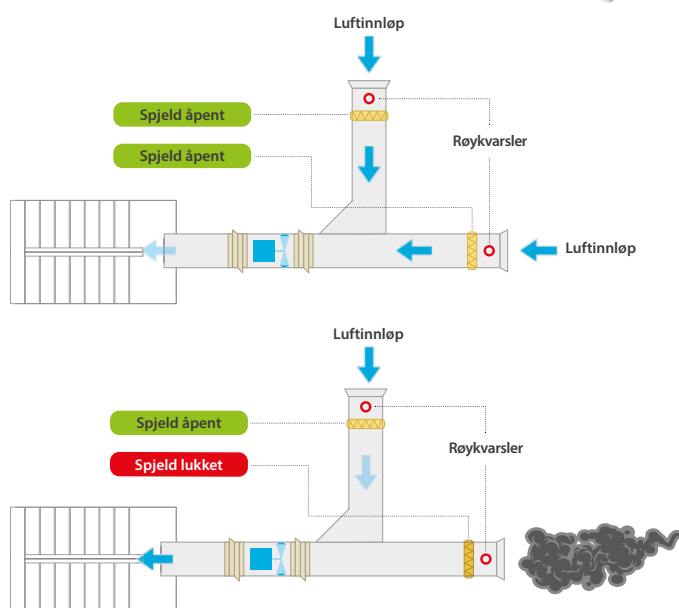 Luftinnløp
Spjeld åpent
Røykvarsler
Spjeld åpent
Luftinnløp
Luftinnløp
Spjeld åpent
Røykvarsler
Spjeld lukket